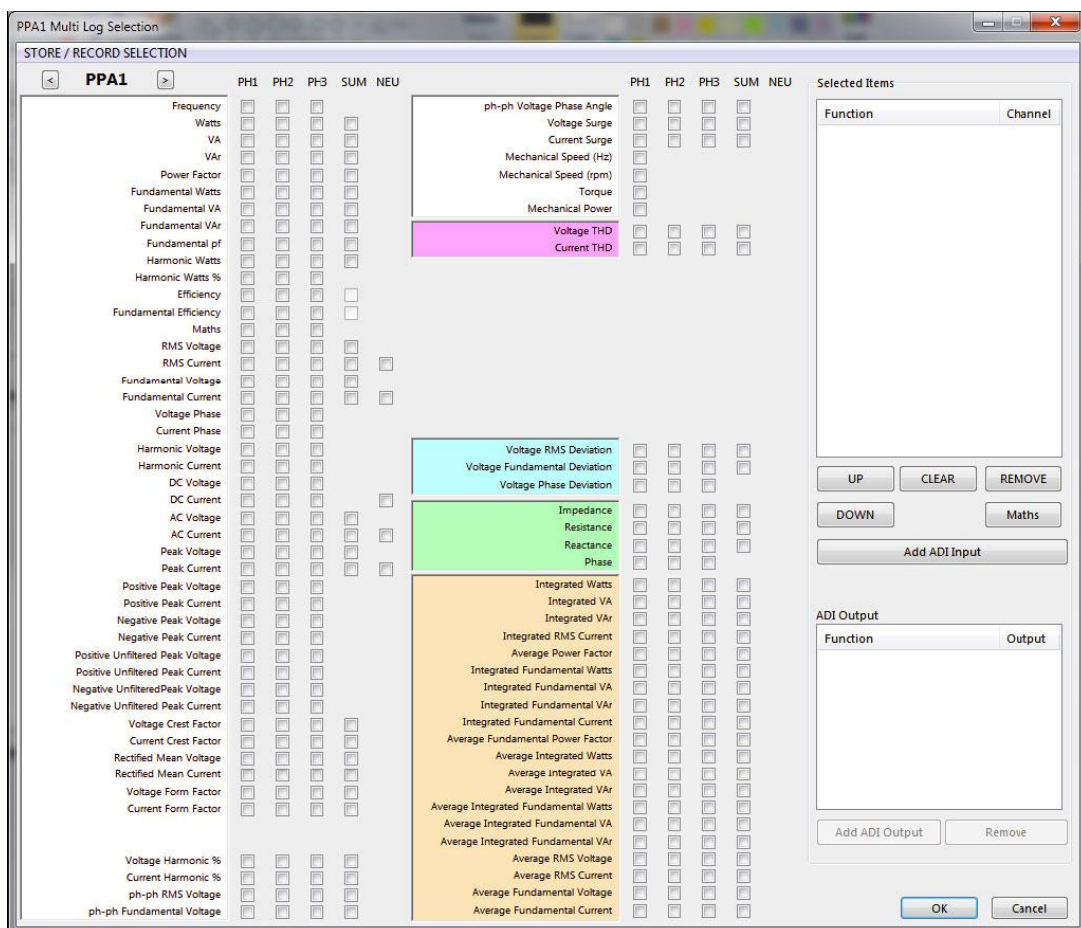 PPA1 Multi Log Selection
STORE / RECORD SELECTION
< PPA1 >
PH1 PH2 PH3 SUM NEU
Frequency
Watts
VA
VAr
Power Factor
Fundamental Watts
Fundamental VA
Fundamental VAr
Fundamental pf
Harmonic Watts
Harmonic Watts %
Efficiency
Fundamental Efficiency
Maths
RMS Voltage
RMS Current
Fundamental Voltage
Fundamental Current
Voltage Phase
Current Phase
Harmonic Voltage
Harmonic Current
DC Voltage
DC Current
AC Voltage
AC Current
Peak Voltage
Peak Current
Positive Peak Voltage
Positive Peak Current
Negative Peak Voltage
Negative Peak Current
Positive Unfiltered Peak Voltage
Positive Unfiltered Peak Current
Negative UnfilteredPeak Voltage
Negative Unfiltered Peak Current
Voltage Crest Factor
Current Crest Factor
Rectified Mean Voltage
Rectified Mean Current
Voltage Form Factor
Current Form Factor
Voltage Harmonic %
Current Harmonic %
ph-ph RMS Voltage
ph-ph Fundamental Voltage
PH1 PH2 PH3 SUM NEU
ph-ph Voltage Phase Angle
Voltage Surge
Current Surge
Mechanical Speed (Hz)
Mechanical Speed (rpm)
Torque
Mechanical Power
Voltage THD
Current THD
Voltage RMS Deviation
Voltage Fundamental Deviation
Voltage Phase Deviation
Impedance
Resistance
Reactance
Phase
Integrated Watts
Integrated VA
Integrated VAr
Integrated RMS Current
Average Power Factor
Integrated Fundamental Watts
Integrated Fundamental VA
Integrated Fundamental VAr
Integrated Fundamental Current
Average Fundamental Power Factor
Average Integrated Watts
Average Integrated VA
Average Integrated VAr
Average Integrated Fundamental Watts
Average Integrated Fundamental VA
Average Integrated Fundamental VAr
Average RMS Voltage
Average RMS Current
Average Fundamental Voltage
Average Fundamental Current
Selected Items
Function Channel
UP CLEAR REMOVE
DOWN Maths
Add ADI Input
ADI Output
Function Output
Add ADI Output Remove
OK Cancel